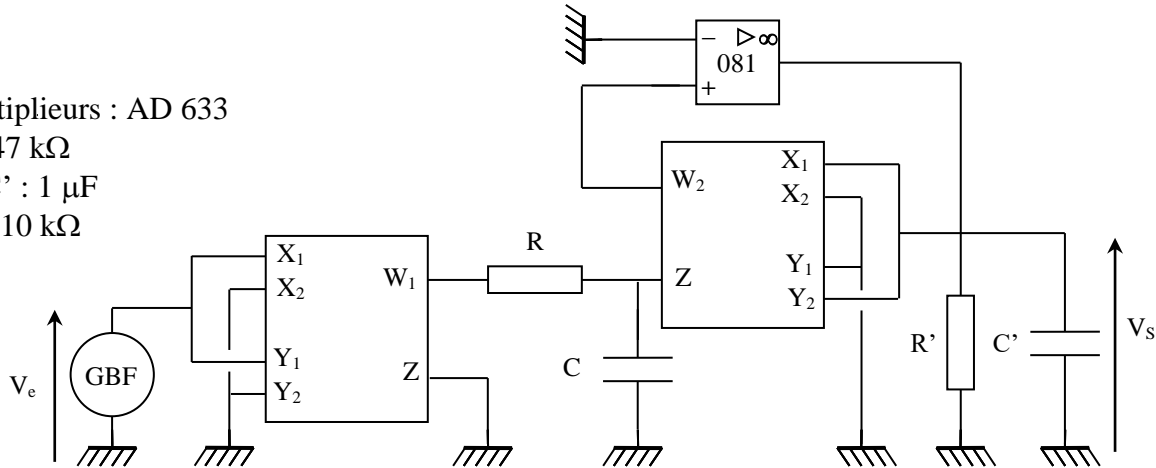 tiplieurs : AD 633
47 kΩ
’ : 1 μF
10 kΩ
− ▷ ∞
081
+
W₂
Z
X₁
X₂
Y₁
Y₂
R
C
X₁
X₂
Y₁
Y₂
W₁
Z
GBF
Vₑ
R’
C’
V_S